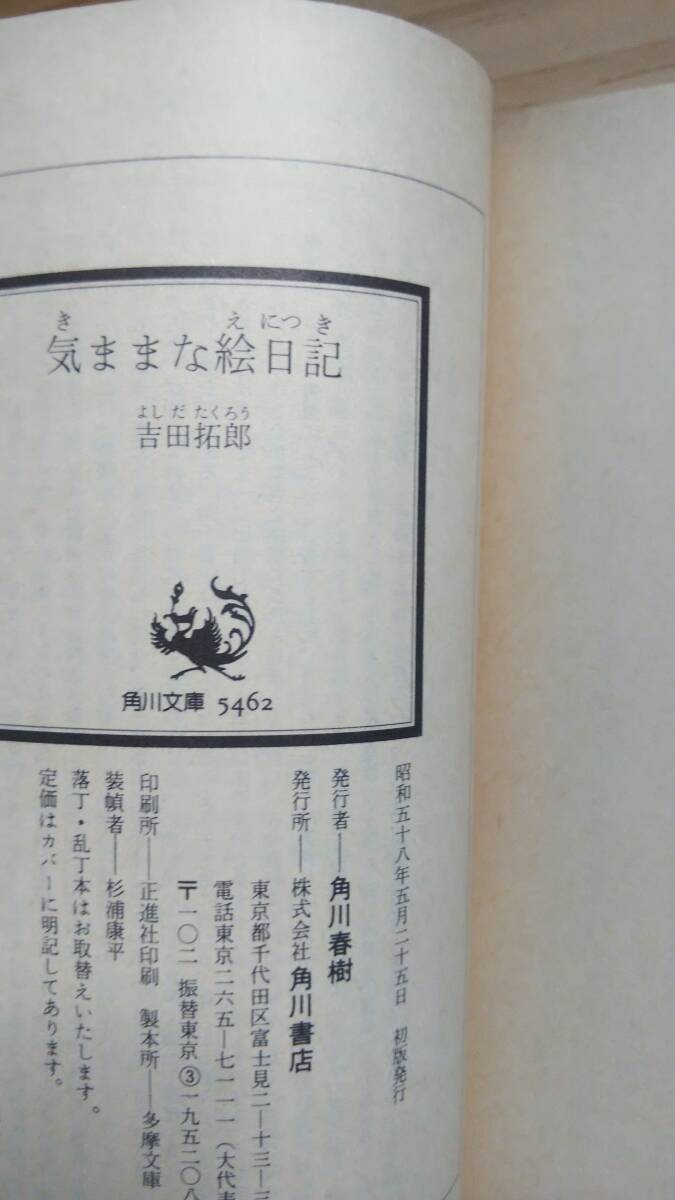 き
え にっ き
気ままな絵日記
よし だ たくろう
吉田拓郎
角川文庫 5462
昭和五十八年五月二十五日 初版発行
発行者――角川春樹
発行所――株式会社角川書店
東京都千代田区富士見二―十三―三
電話東京二六五―七一一一(大代表
〒一〇二 振替東京③一九五二〇八
印刷所――正進社印刷 製本所――多摩文庫
装幀者――杉浦康平
落丁・乱丁本はお取替えいたします。
定価はカバーに明記してあります。